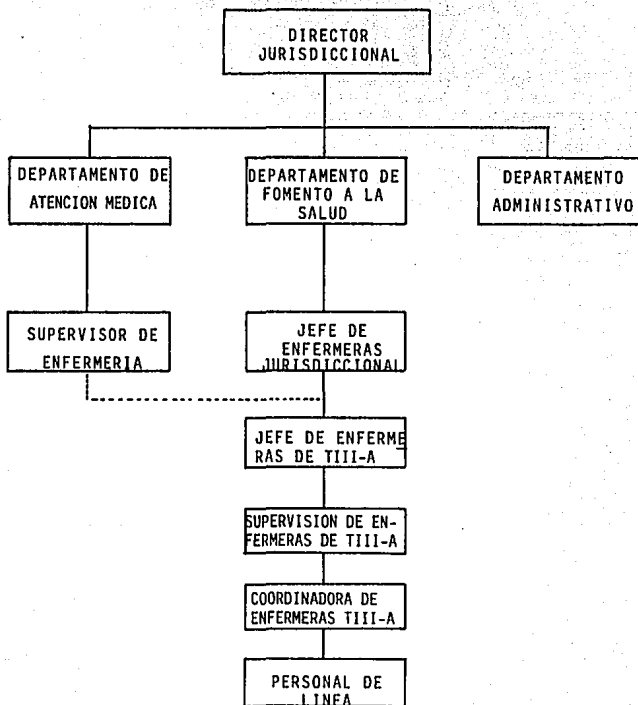 DIRECTOR
JURISDICCIONAL
DEPARTAMENTO DE
ATENCION MEDICA
DEPARTAMENTO DE
FOMENTO A LA
SALUD
DEPARTAMENTO
ADMINISTRATIVO
SUPERVISOR DE
ENFERMERIA
JEFE DE
ENFERMERAS
JURISDICCIONAL
JEFE DE ENFERME
RAS DE TIII-A
SUPERVISION DE EN-
FERMERAS DE TIII-A
COORDINADORA DE
ENFERMERAS TIII-A
PERSONAL DE
LINEA